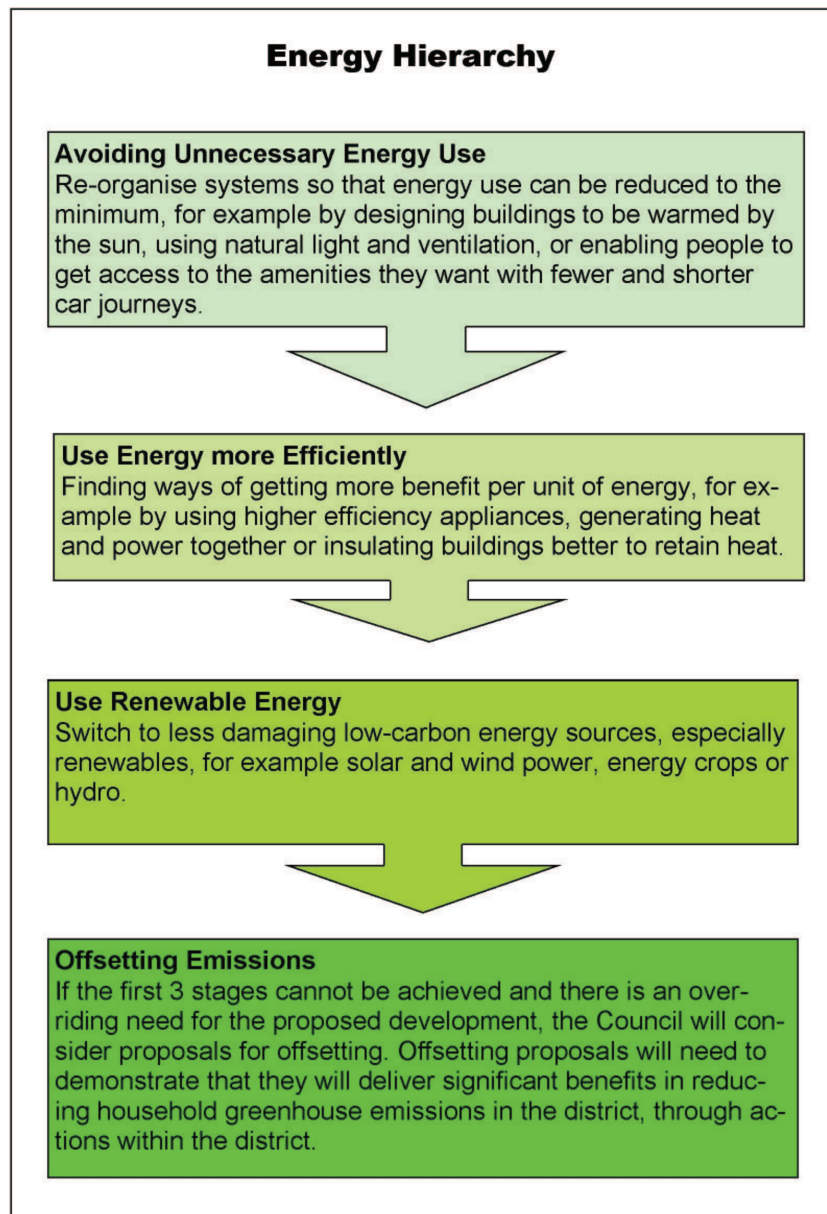 Energy Hierarchy
Avoiding Unnecessary Energy Use
Re-organise systems so that energy use can be reduced to the
minimum, for example by designing buildings to be warmed by
the sun, using natural light and ventilation, or enabling people to
get access to the amenities they want with fewer and shorter
car journeys.
Use Energy more Efficiently
Finding ways of getting more benefit per unit of energy, for ex-
ample by using higher efficiency appliances, generating heat
and power together or insulating buildings better to retain heat.
Use Renewable Energy
Switch to less damaging low-carbon energy sources, especially
renewables, for example solar and wind power, energy crops or
hydro.
Offsetting Emissions
If the first 3 stages cannot be achieved and there is an over-
riding need for the proposed development, the Council will con-
sider proposals for offsetting. Offsetting proposals will need to
demonstrate that they will deliver significant benefits in reduc-
ing household greenhouse emissions in the district, through ac-
tions within the district.